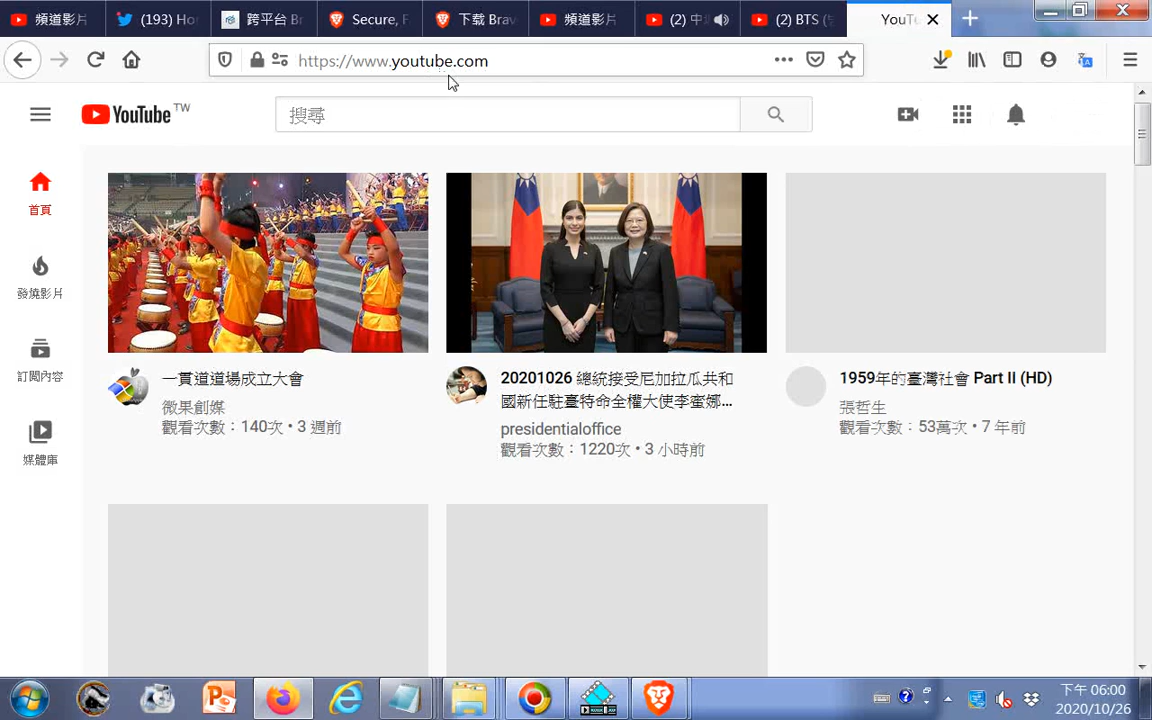 頻道影片
(193) Ho
跨平台 Br
Secure, F
下载 Brav
頻道影片
(2) 中
(2) BTS (
YouT
https://www.youtube.com
YouTube TW
搜尋
首頁
發燒影片
訂閱內容
媒體庫
一貫道道場成立大會
微果創媒
觀看次數：140次 • 3 週前
20201026 總統接受尼加拉瓜共和
國新任駐臺特命全權大使李蜜娜...
presidentialoffice
觀看次數：1220次 • 3 小時前
1959年的臺灣社會 Part II (HD)
張哲生
觀看次數：53萬次 • 7 年前
下午 06:00
2020/10/26